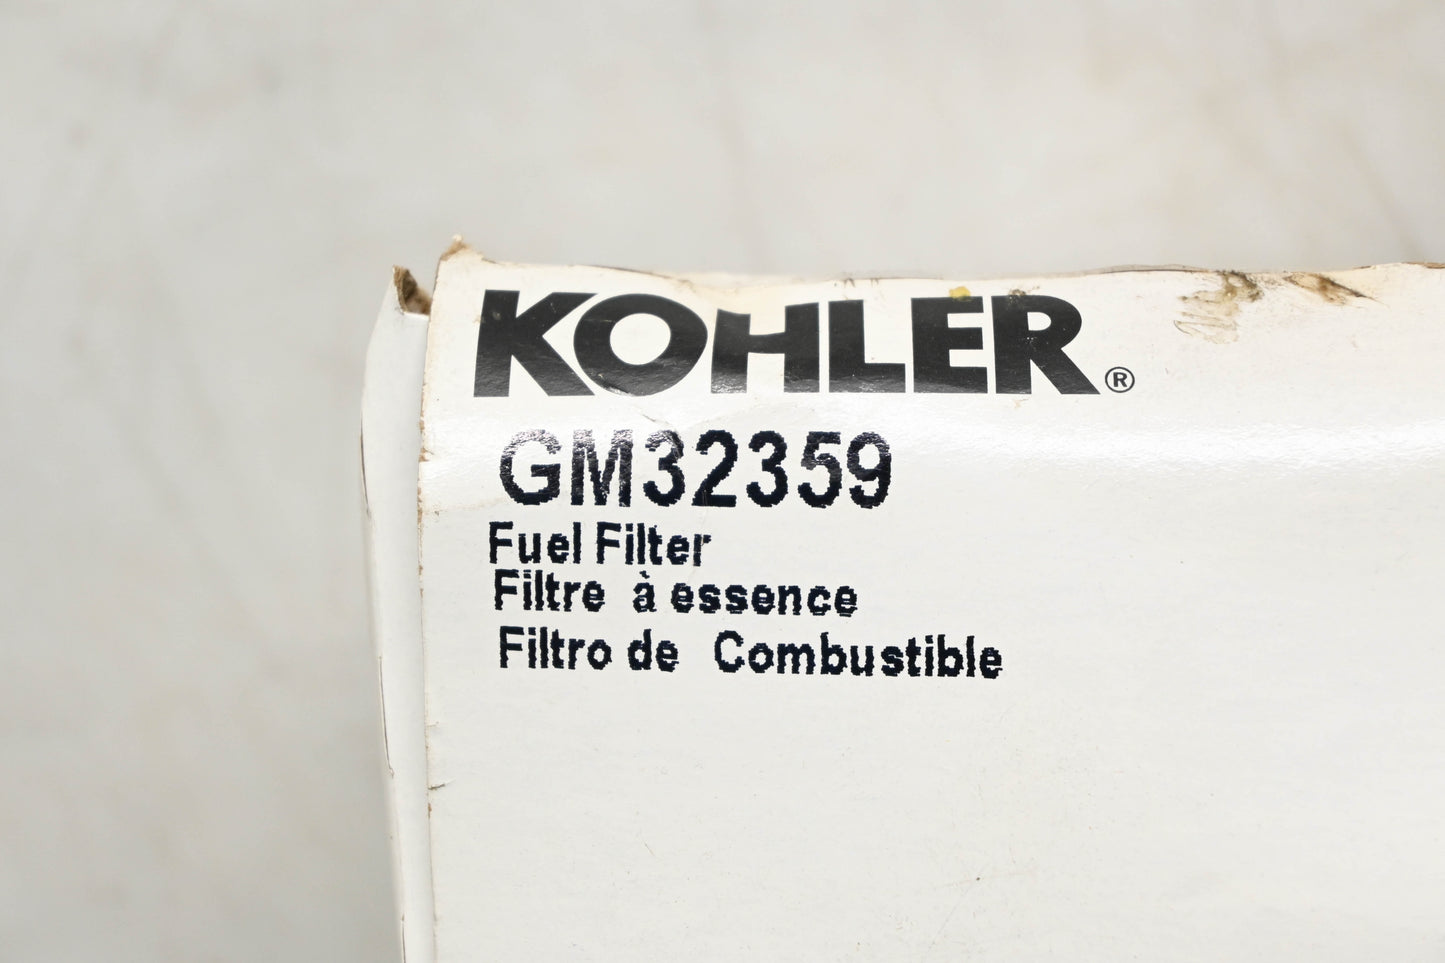 KOHLER®
GM32359
Fuel Filter
Filtre à essence
Filtro de Combustible